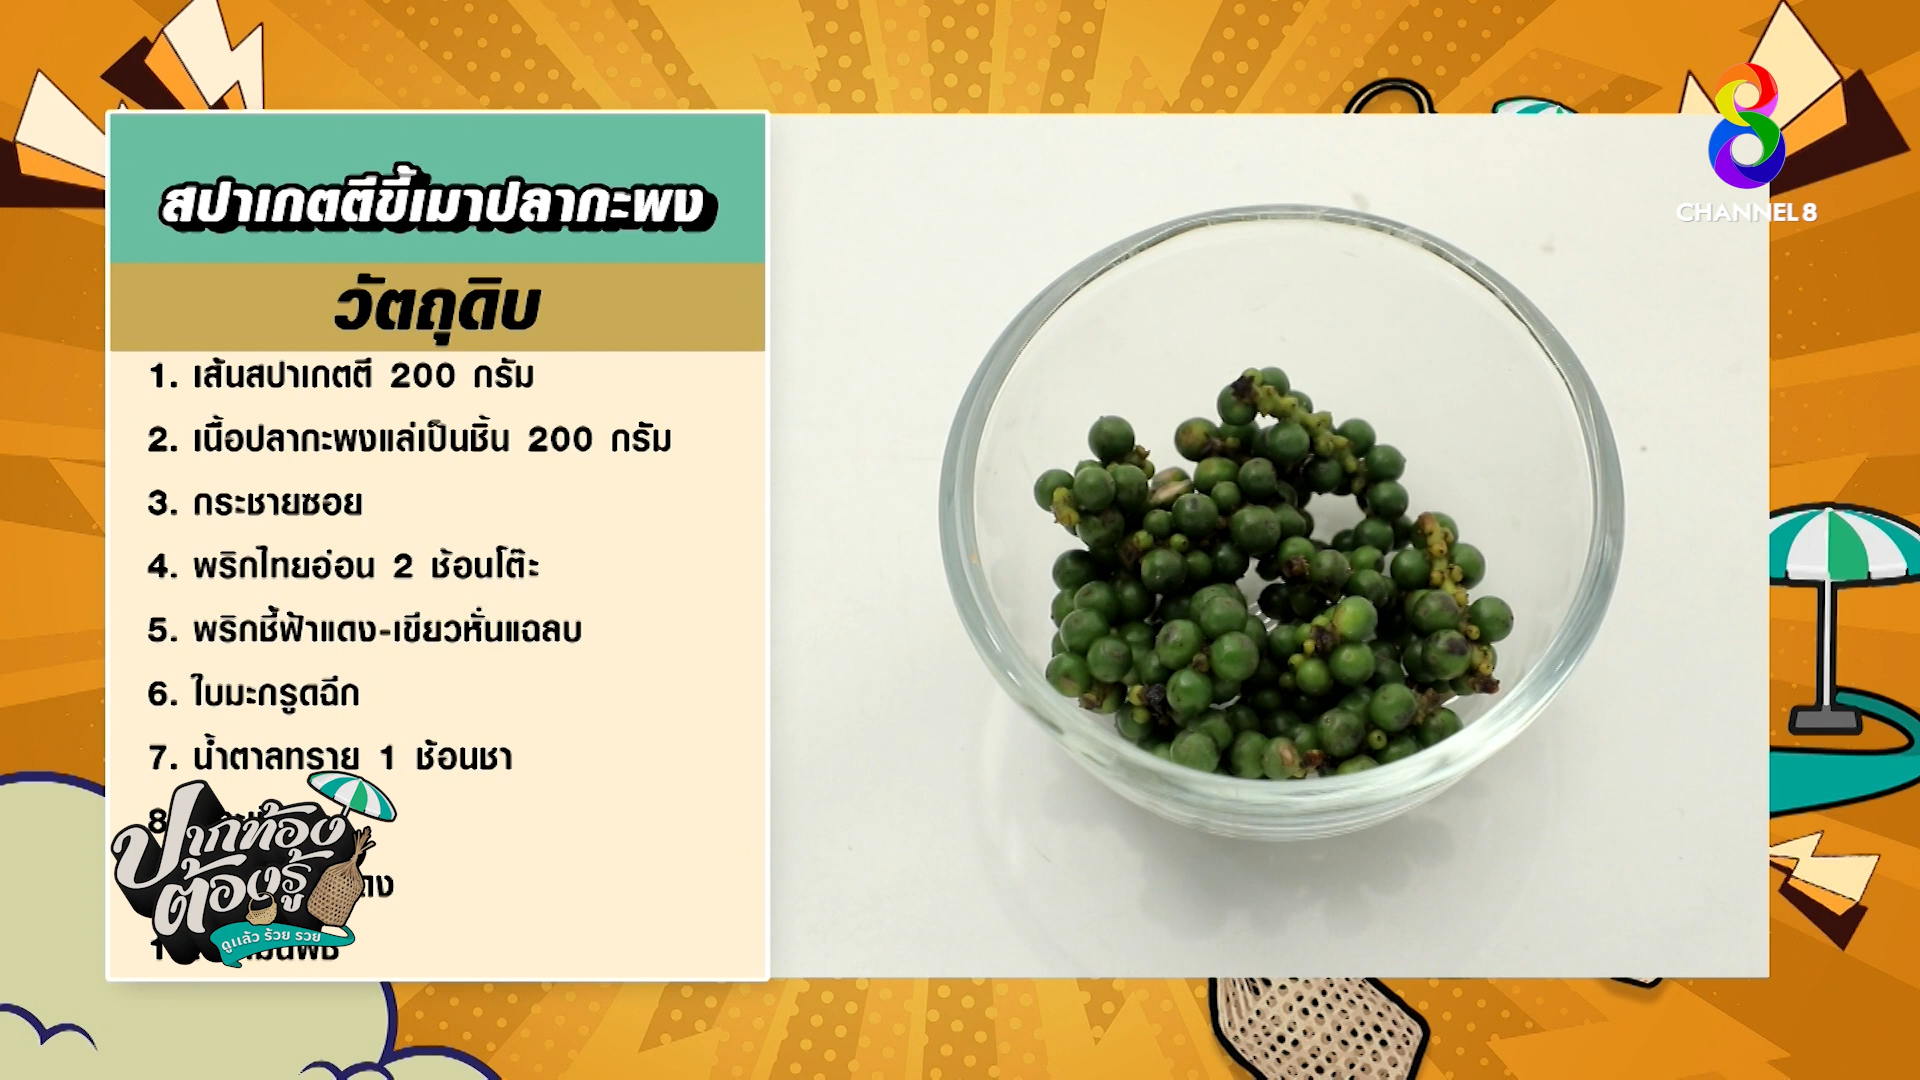 CHANNEL 8
สปาเกตตีขี้เมาปลากะพง
วัตถุดิบ
1. เส้นสปาเกตตี 200 กรัม
2. เนื้อปลากะพงแล่เป็นชิ้น 200 กรัม
3. กระชายซอย
4. พริกไทยอ่อน 2 ช้อนโต๊ะ
5. พริกชี้ฟ้าแดง-เขียวหั่นแฉลบ
6. ใบมะกรูดฉีก
7. น้ำตาลทราย 1 ช้อนชา
8
ปากท้อง
ต้องรู้
ดูแล้ว ร้วย รวย